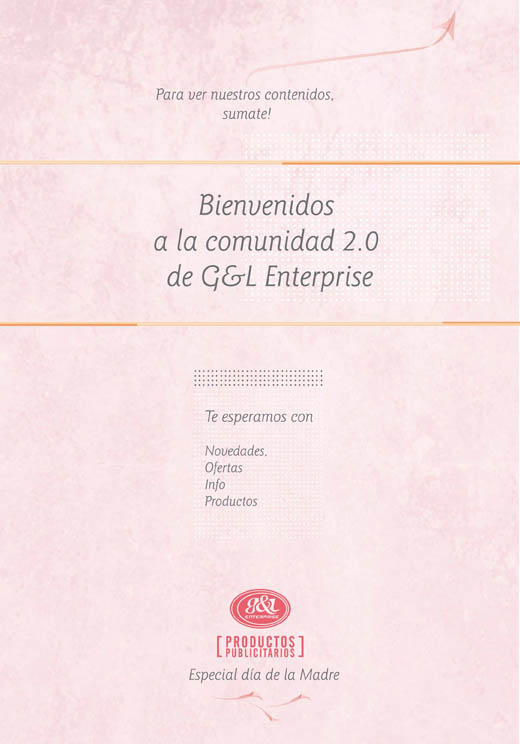 Para ver nuestros contenidos,
sumate!
Bienvenidos
a la comunidad 2.0
de G&L Enterprise
Te esperamos con
Novedades,
Ofertas
Info
Productos
g&L
ENTERPRISE
[PRODUCTOS
PUBLICITARIOS]
Especial día de la Madre